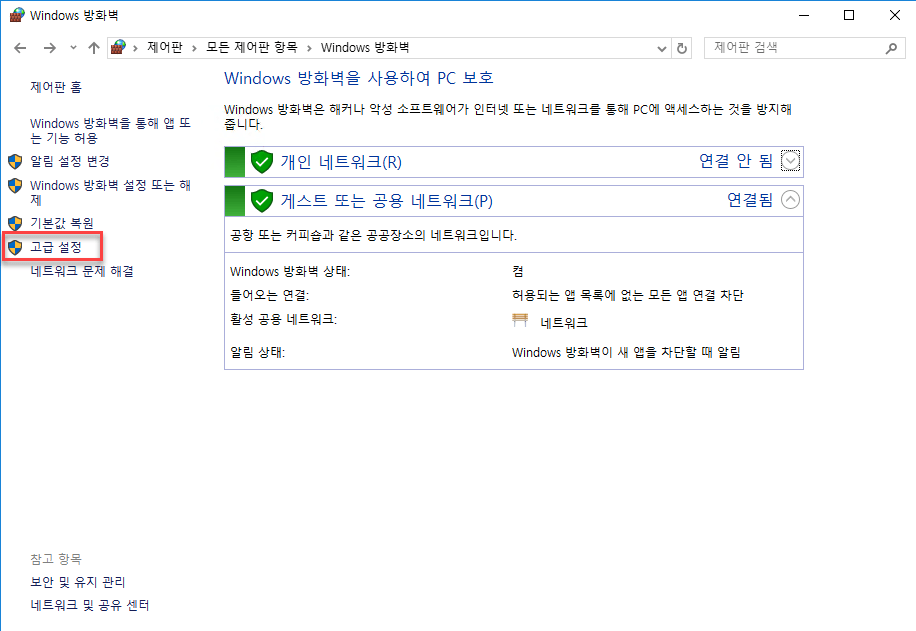 Windows 방화벽
제어판 › 모든 제어판 항목 › Windows 방화벽
제어판 검색
제어판 홈
Windows 방화벽을 통해 앱 또
는 기능 허용
알림 설정 변경
Windows 방화벽 설정 또는 해
제
기본값 복원
고급 설정
네트워크 문제 해결
Windows 방화벽을 사용하여 PC 보호
Windows 방화벽은 해커나 악성 소프트웨어가 인터넷 또는 네트워크를 통해 PC에 액세스하는 것을 방지해
줍니다.
개인 네트워크(R) 연결 안 됨
게스트 또는 공용 네트워크(P) 연결됨
공항 또는 커피숍과 같은 공공장소의 네트워크입니다.
Windows 방화벽 상태: 켬
들어오는 연결: 허용되는 앱 목록에 없는 모든 앱 연결 차단
활성 공용 네트워크: 네트워크
알림 상태: Windows 방화벽이 새 앱을 차단할 때 알림
참고 항목
보안 및 유지 관리
네트워크 및 공유 센터